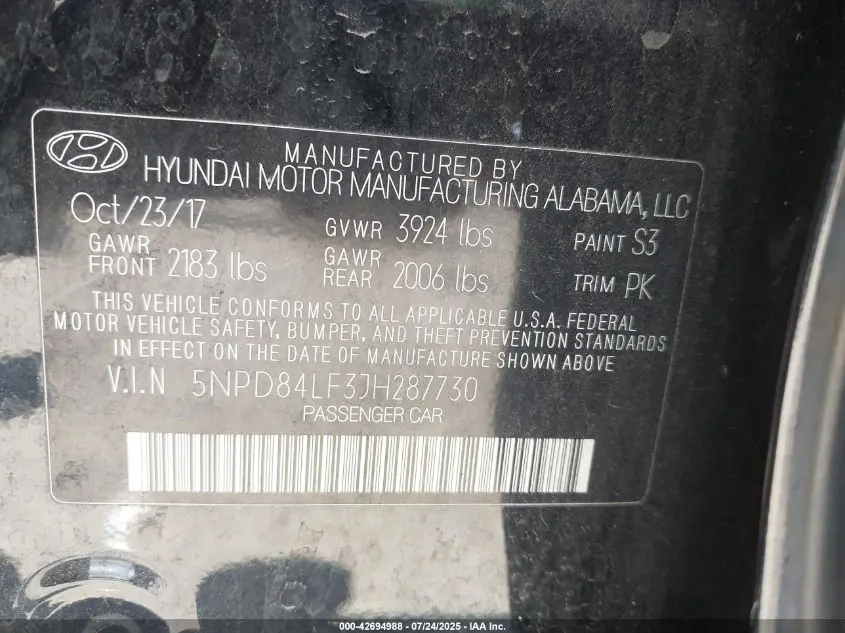 MANUFACTURED BY
HYUNDAI MOTOR MANUFACTURING ALABAMA, LLC
Oct/23/17 GVWR 3924 lbs PAINT S3
GAWR FRONT 2183 lbs GAWR REAR 2006 lbs TRIM PK
THIS VEHICLE CONFORMS TO ALL APPLICABLE U.S.A. FEDERAL
MOTOR VEHICLE SAFETY, BUMPER, AND THEFT PREVENTION STANDARDS
IN EFFECT ON THE DATE OF MANUFACTURE SHOWN ABOVE
V.I.N 5NPD84LF3JH287730
PASSENGER CAR
000-42694988 - 07/24/2025 - IAA Inc.